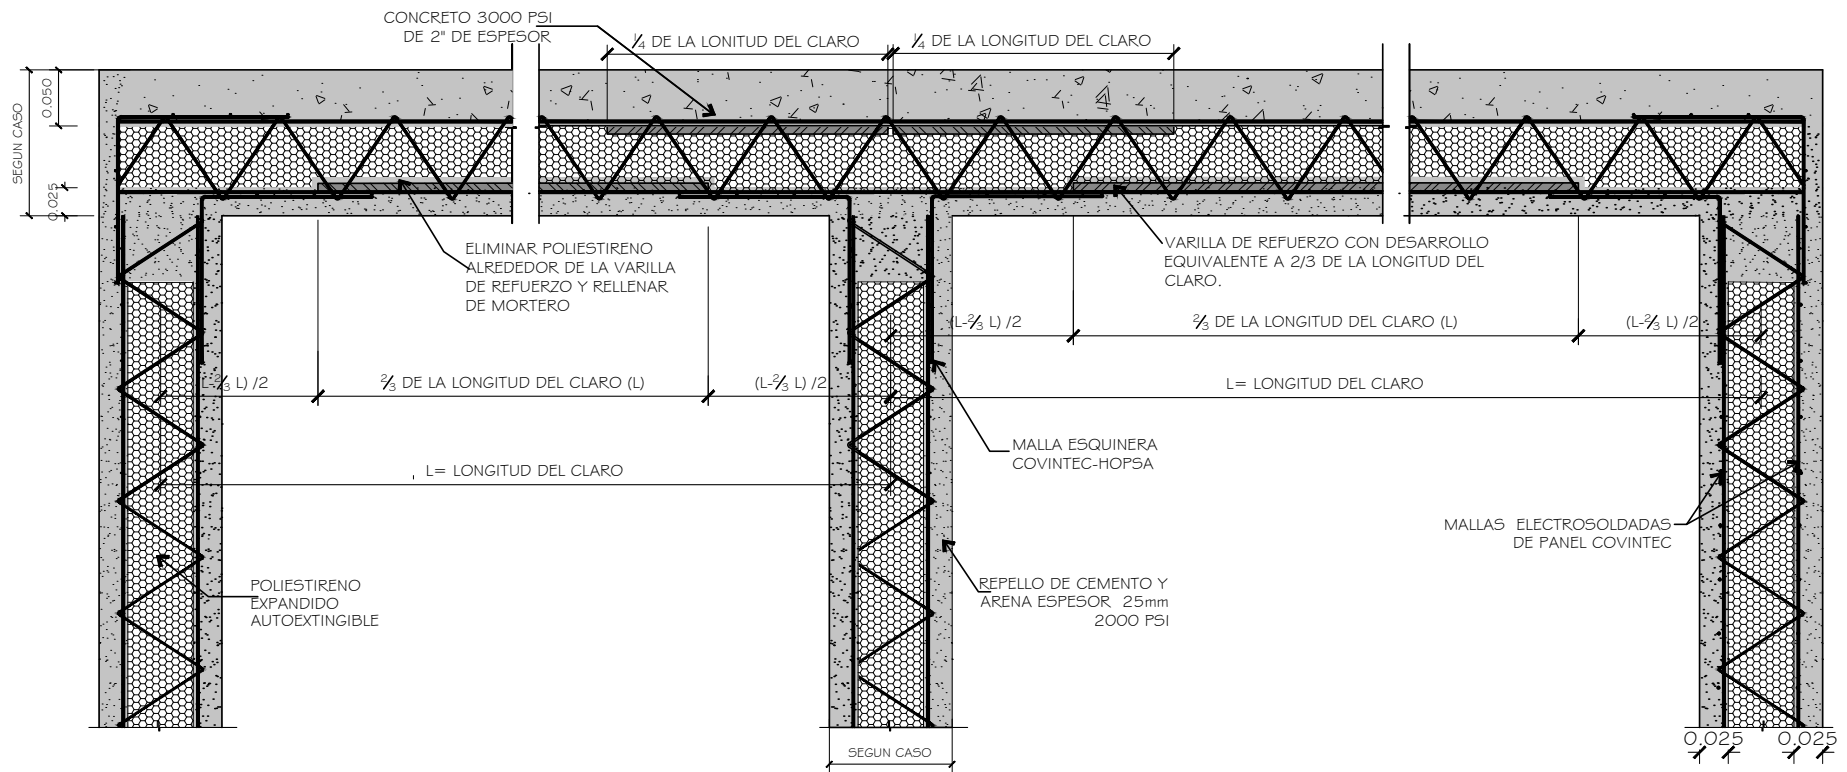 CONCRETO 3000 PSI
DE 2" DE ESPESOR
¼ DE LA LONITUD DEL CLARO
¼ DE LA LONGITUD DEL CLARO
SEGUN CASO
0.050
0.025
ELIMINAR POLIESTIRENO
ALREDEDOR DE LA VARILLA
DE REFUERZO Y RELLENAR
DE MORTERO
VARILLA DE REFUERZO CON DESARROLLO
EQUIVALENTE A 2/3 DE LA LONGITUD DEL
CLARO.
(L-⅔ L) /2
⅔ DE LA LONGITUD DEL CLARO (L)
(L-⅔ L) /2
L-⅔ L) /2
⅔ DE LA LONGITUD DEL CLARO (L)
(L-⅔ L) /2
L= LONGITUD DEL CLARO
MALLA ESQUINERA
COVINTEC-HOPSA
L= LONGITUD DEL CLARO
MALLAS ELECTROSOLDADAS
DE PANEL COVINTEC
POLIESTIRENO
EXPANDIDO
AUTOEXTINGIBLE
REPELLO DE CEMENTO Y
ARENA ESPESOR 25mm
2000 PSI
SEGUN CASO
0.025
0.025